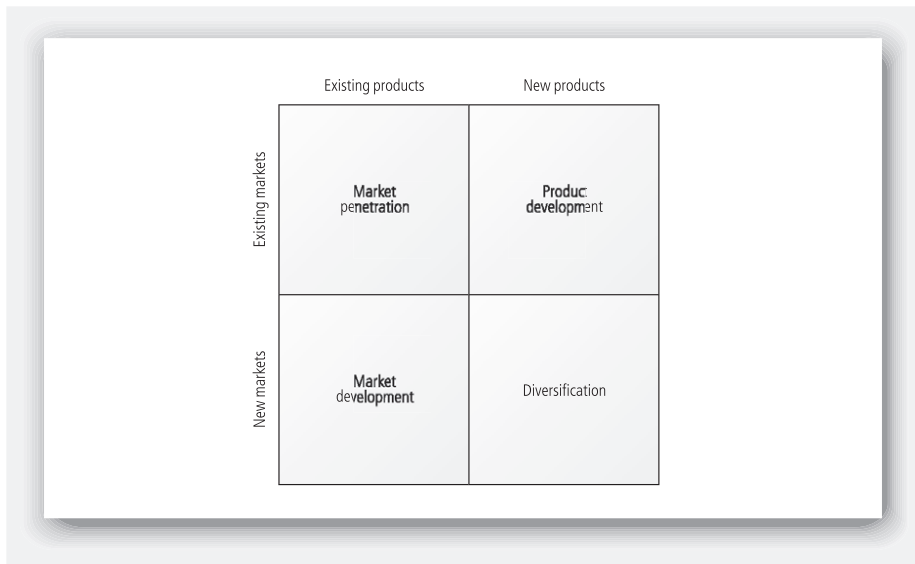 Existing products
New products
Existing markets
Market
penetration
Product
development
New markets
Market
development
Diversification